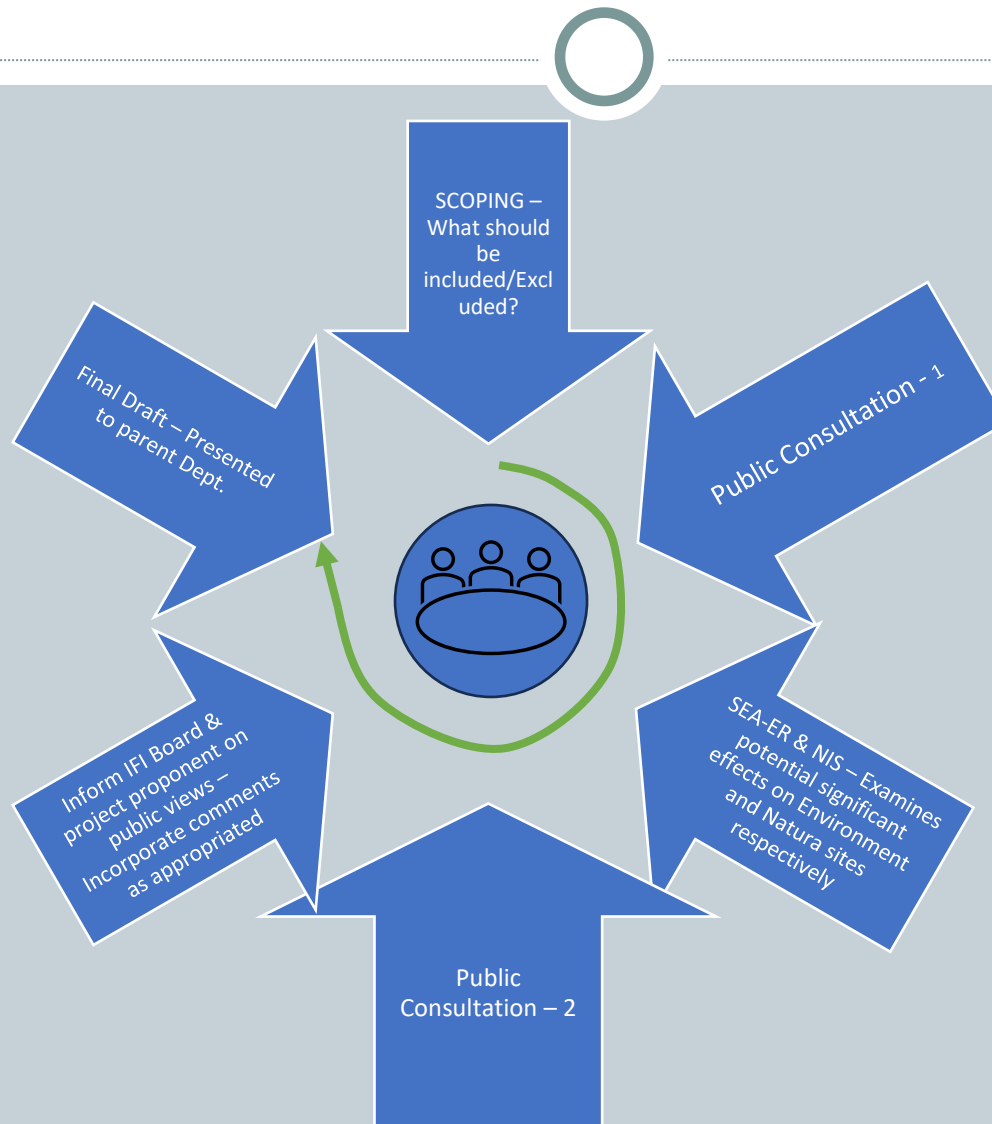 SCOPING –
What should
be
included/Excl
uded?
Public Consultation - 1
SEA-ER & NIS – Examines
potential significant
effects on Environment
and Natura sites
respectively
Public
Consultation – 2
Inform IFI Board &
project proponent on
public views –
Incorporate comments
as appropriated
Final Draft – Presented
to parent Dept.